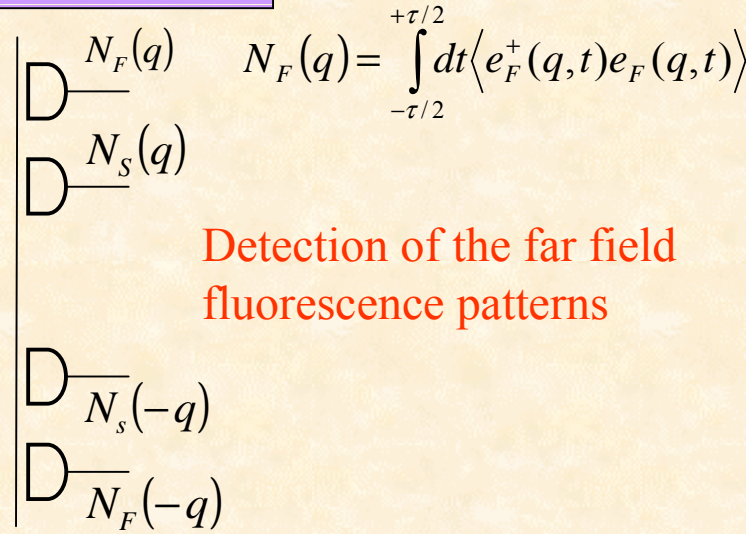 N_F(q)
N_F(q) = ∫_{-τ/2}^{+τ/2} dt⟨e_F^+(q,t)e_F(q,t)⟩
N_S(q)
Detection of the far field
fluorescence patterns
N_s(−q)
N_F(−q)